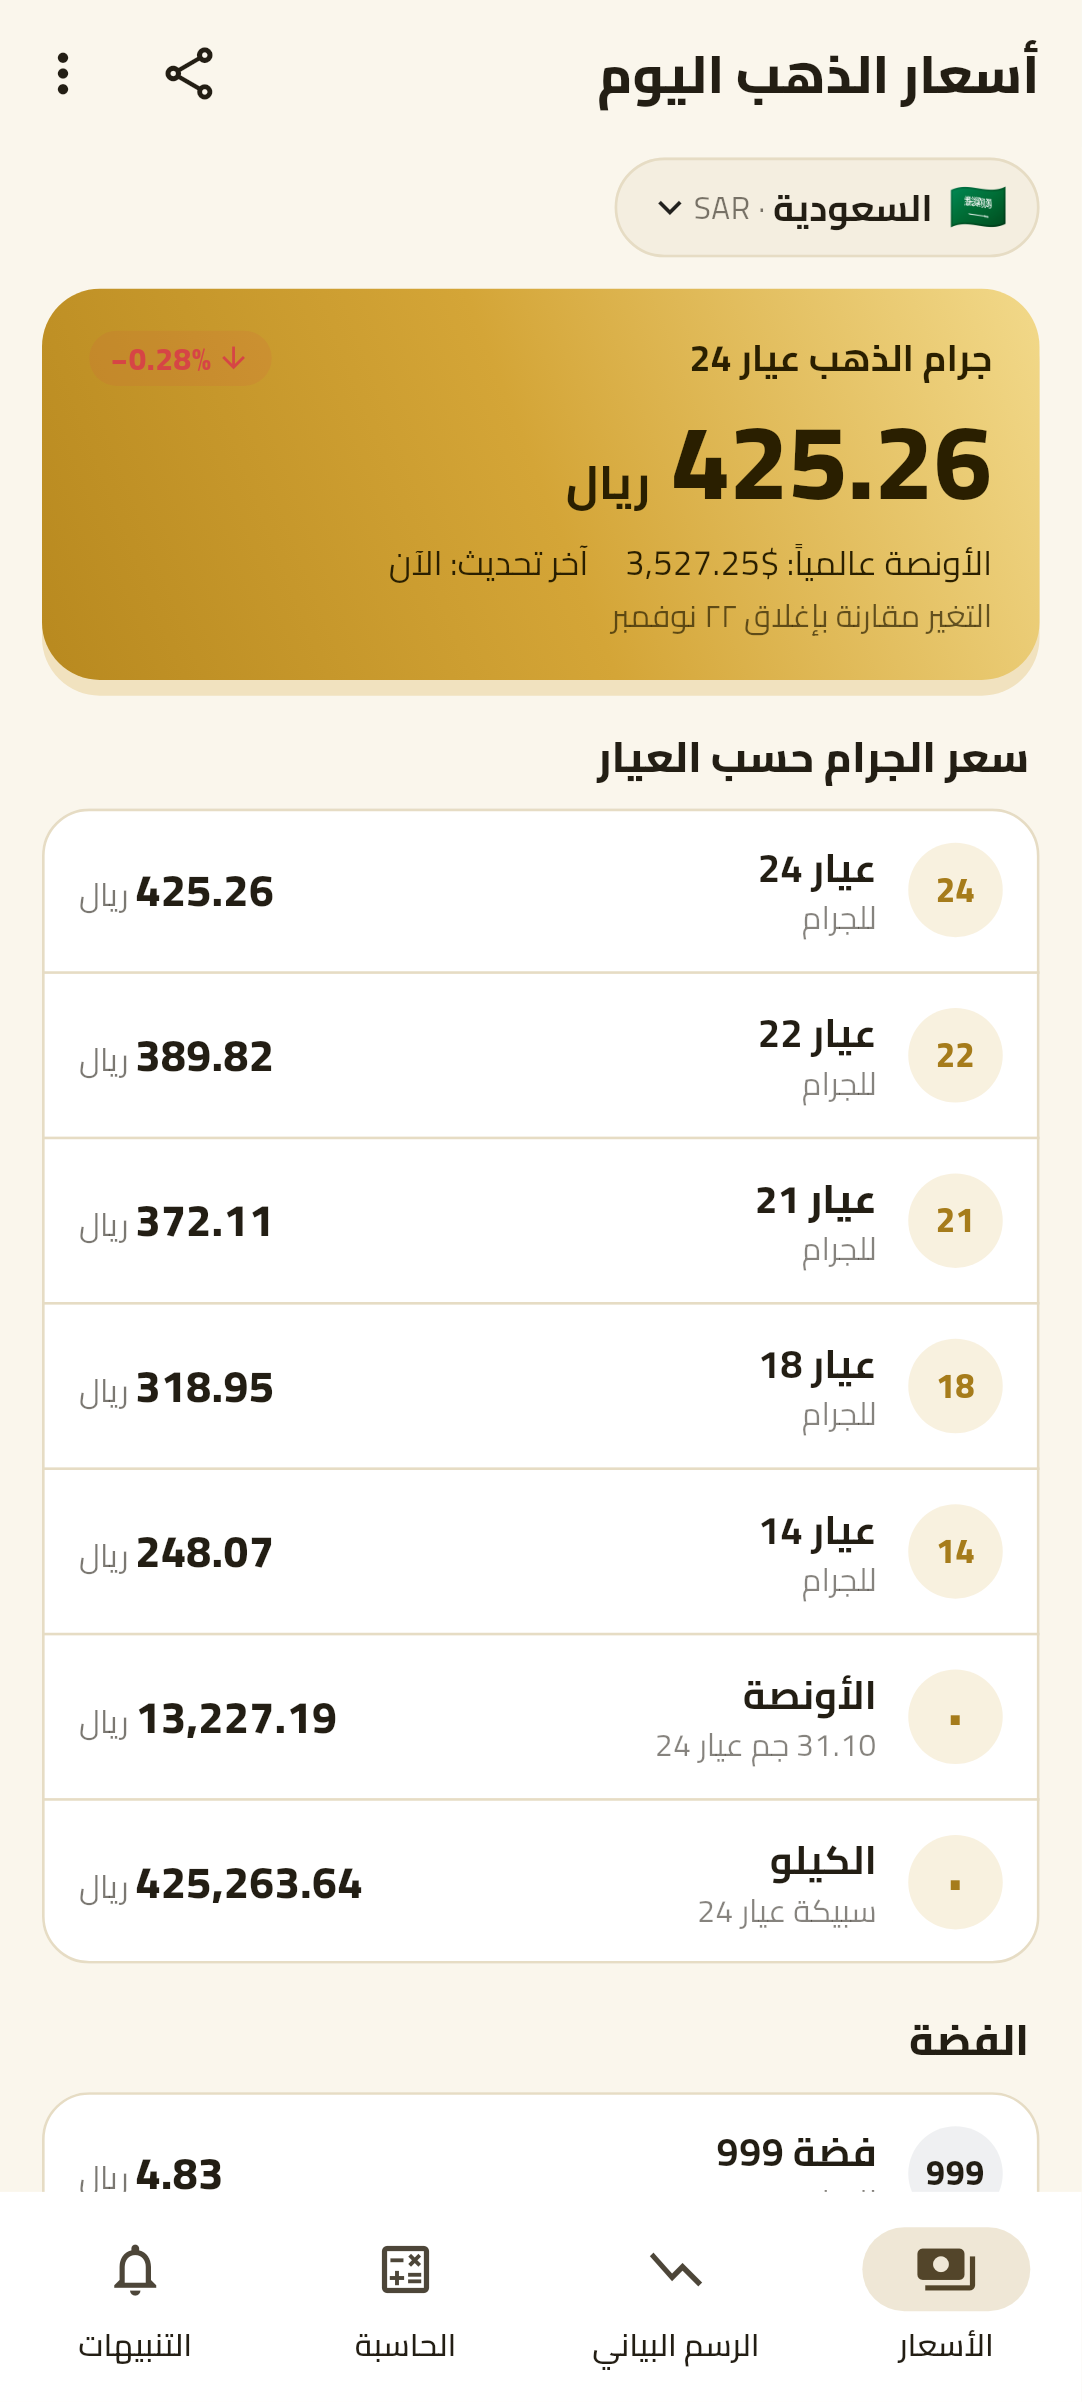 أسعار الذهب اليوم
السعودية · SAR
جرام الذهب عيار 24
−0.28%
425.26 ريال
الأونصة عالمياً: $3,527.25 آخر تحديث: الآن
التغير مقارنة بإغلاق ٢٢ نوفمبر
سعر الجرام حسب العيار
24
عيار 24
للجرام
425.26 ريال
22
عيار 22
للجرام
389.82 ريال
21
عيار 21
للجرام
372.11 ريال
18
عيار 18
للجرام
318.95 ريال
14
عيار 14
للجرام
248.07 ريال
الأونصة
31.10 جم عيار 24
13,227.19 ريال
الكيلو
سبيكة عيار 24
425,263.64 ريال
الفضة
999
فضة 999
4.83 ريال
الأسعار
الرسم البياني
الحاسبة
التنبيهات